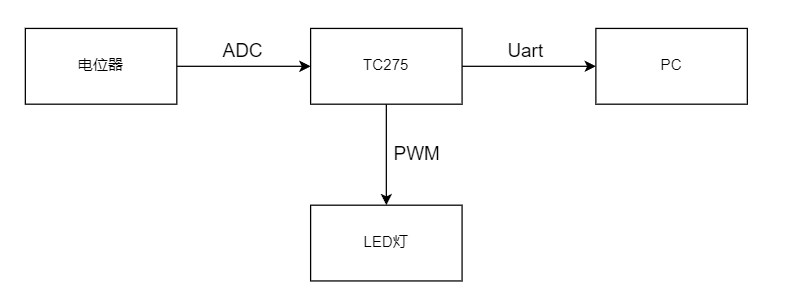 电位器
ADC
TC275
Uart
PC
PWM
LED灯